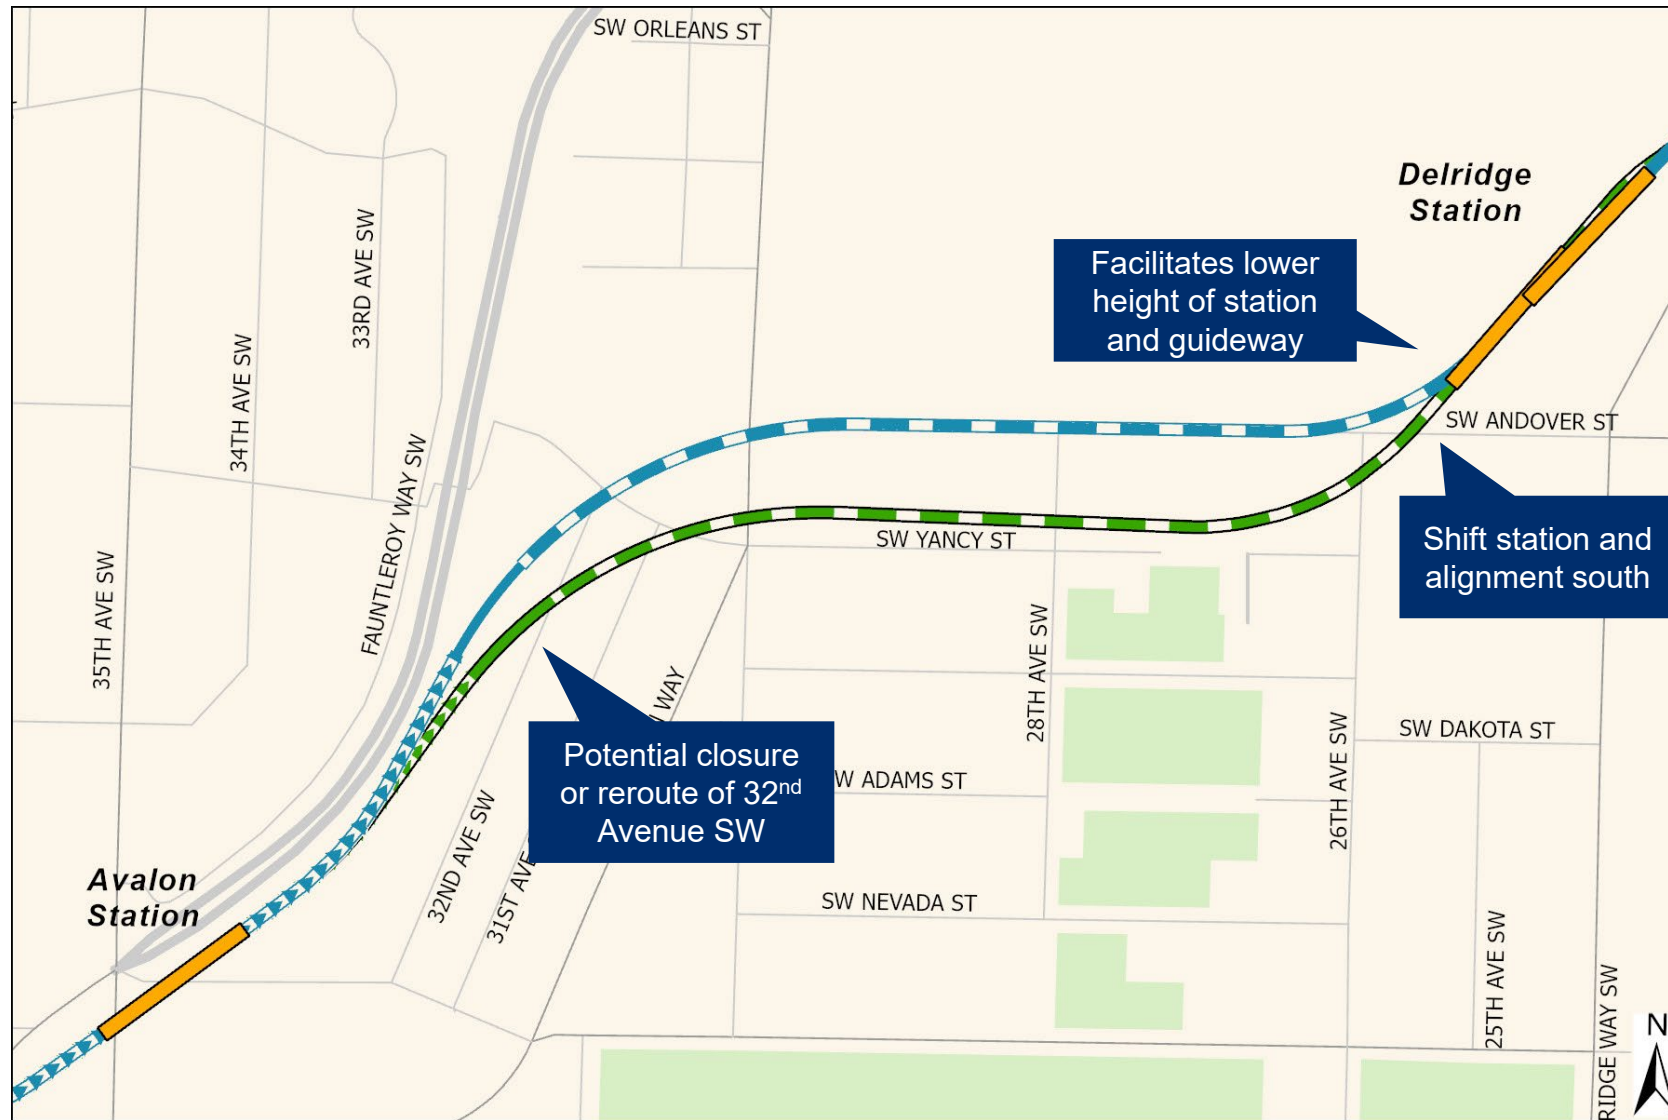 SW ORLEANS ST
Delridge
Station
Facilitates lower
height of station
and guideway
33RD AVE SW
34TH AVE SW
SW ANDOVER ST
FAUNTLEROY WAY SW
SW YANCY ST
Shift station and
alignment south
35TH AVE SW
28TH AVE SW
WAY
Potential closure
or reroute of 32nd
Avenue SW
SW DAKOTA ST
26TH AVE SW
W ADAMS ST
32ND AVE SW
31ST AVE
Avalon
Station
SW NEVADA ST
25TH AVE SW
RIDGE WAY SW
N